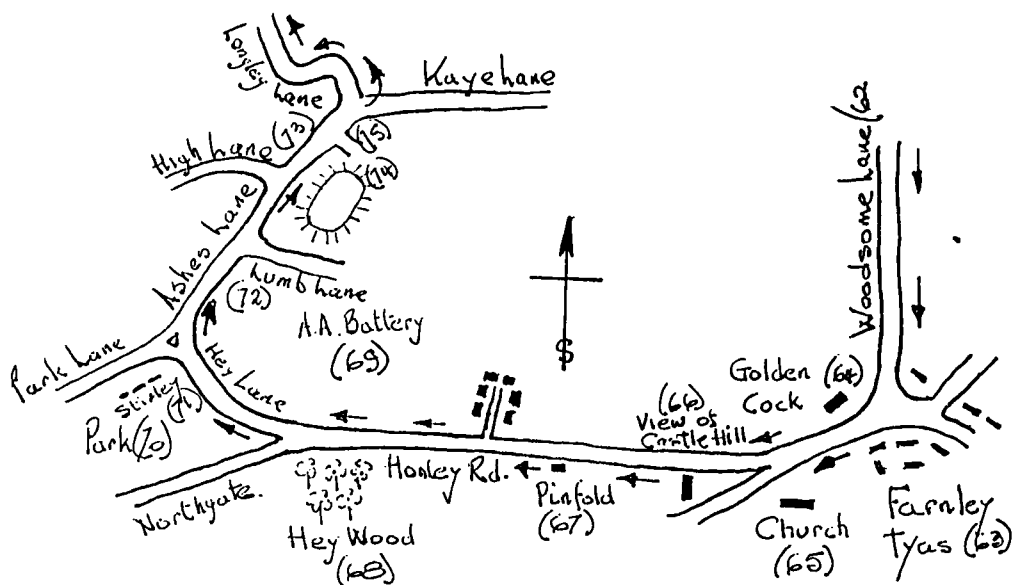 Longley
Lane
Kaye Lane
High Lane
(73)
(75)
(74)
Ashes Lane
Lumb Lane
(72)
A.A. Battery
(69)
Woodsome Lane (62
S
Park Lane
Hey Lane
Stirley
(71)
Park (70)
Golden
Cock
(64)
(66)
View of
Castle Hill
Northgate.
Honley Rd.
Hey Wood
(68)
Pinfold
(67)
Church
(65)
Farnley
Tyas (63)